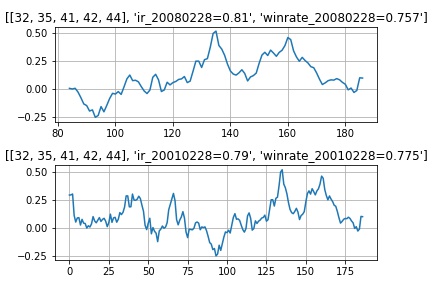 [[32, 35, 41, 42, 44], 'ir_20080228=0.81', 'winrate_20080228=0.757']
0.50
0.25
0.00
−0.25
80 100 120 140 160 180
[[32, 35, 41, 42, 44], 'ir_20010228=0.79', 'winrate_20010228=0.775']
0.50
0.25
0.00
−0.25
0 25 50 75 100 125 150 175